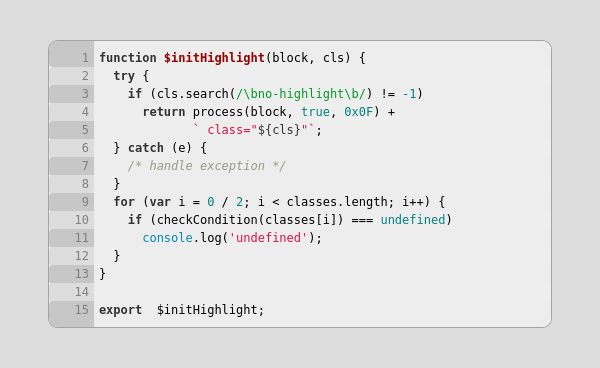 1 function $initHighlight(block, cls) {
2   try {
3     if (cls.search(/\bno-highlight\b/) != -1)
4       return process(block, true, 0x0F) +
5              ` class="${cls}"`;
6   } catch (e) {
7     /* handle exception */
8   }
9   for (var i = 0 / 2; i < classes.length; i++) {
10     if (checkCondition(classes[i]) === undefined)
11       console.log('undefined');
12   }
13 }
14
15 export  $initHighlight;